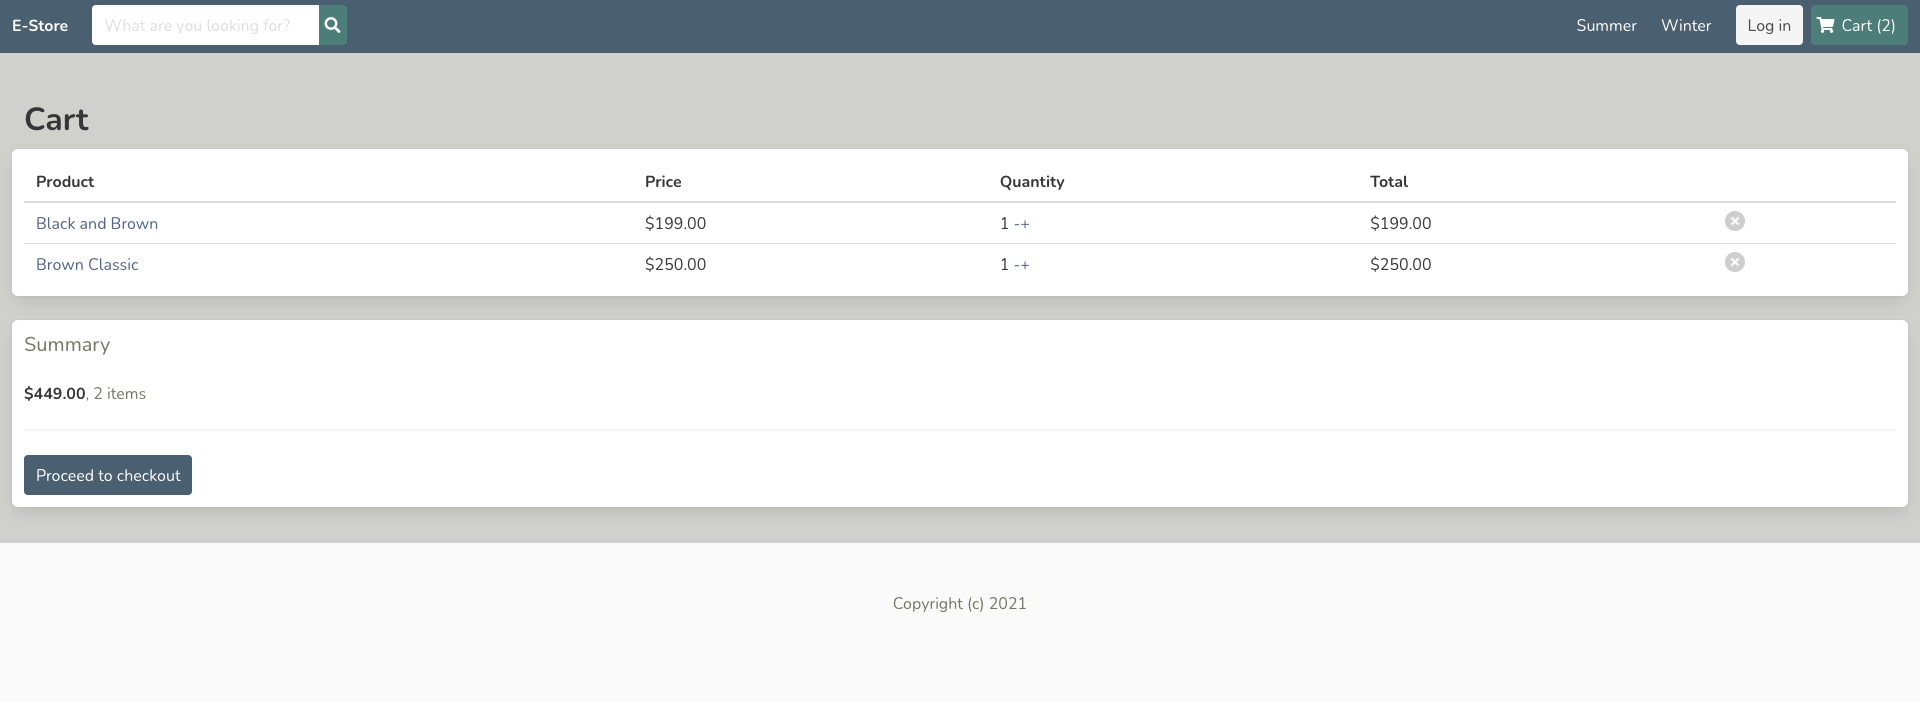 E-Store What are you looking for? Summer Winter Log in Cart (2)
Cart
Product Price Quantity Total
Black and Brown $199.00 1 -+ $199.00
Brown Classic $250.00 1 -+ $250.00
Summary
$449.00, 2 items
Proceed to checkout
Copyright (c) 2021